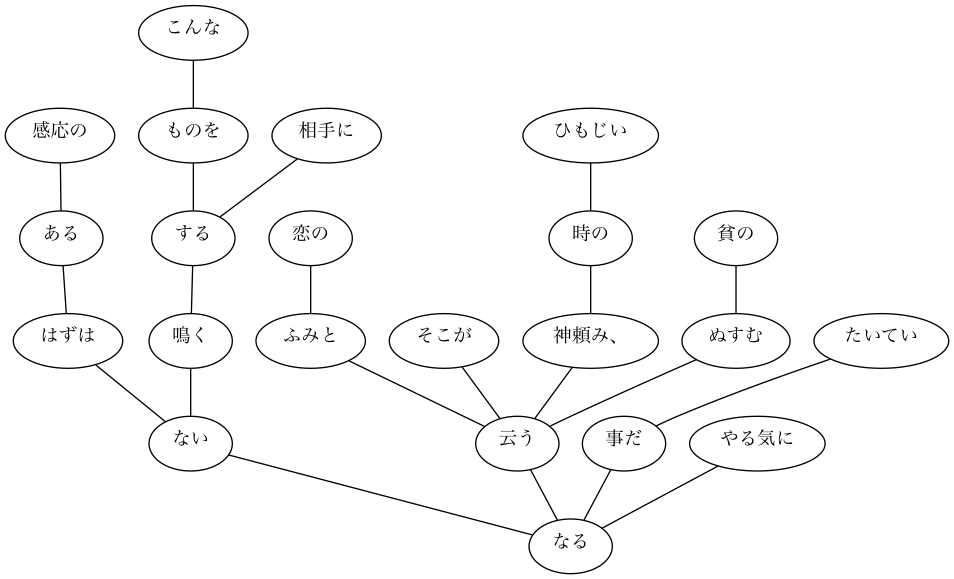 こんな
感応の
ものを
相手に
ひもじい
ある
する
恋の
時の
貧の
はずは
鳴く
ふみと
そこが
神頼み、
ぬすむ
たいてい
ない
云う
事だ
やる気に
なる